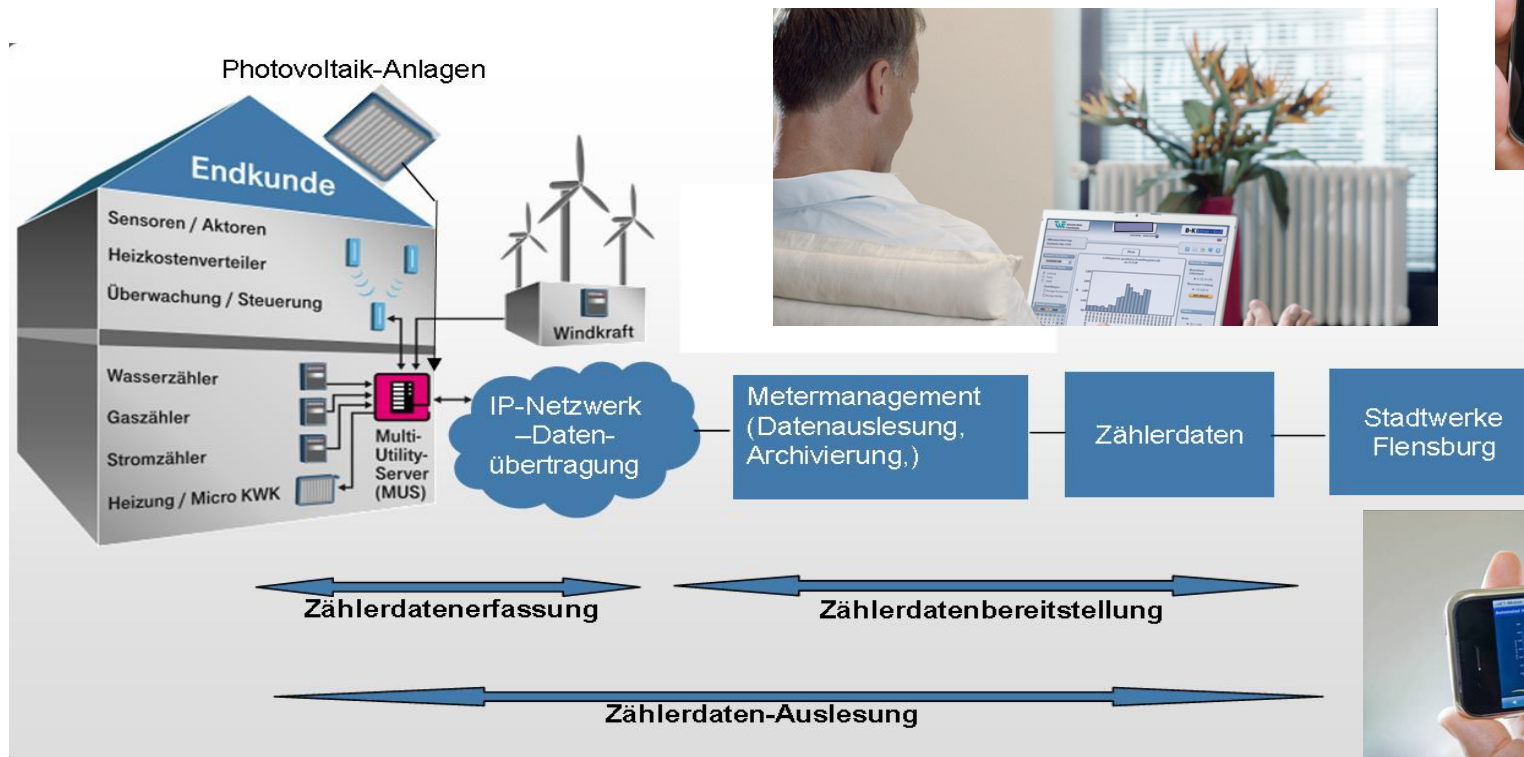 Photovoltaik-Anlagen
Endkunde
Sensoren / Aktoren
Heizkostenverteiler
Überwachung / Steuerung
Windkraft
Wasserzähler
Gaszähler
Stromzähler
Heizung / Micro KWK
Multi-
Utility-
Server
(MUS)
IP-Netzwerk
–Daten-
übertragung
Metermanagement
(Datenauslesung,
Archivierung,)
Zählerdaten
Stadtwerke
Flensburg
Zählerdatenerfassung
Zählerdatenbereitstellung
Zählerdaten-Auslesung